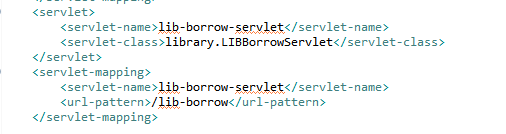 <servlet>
<servlet-name>lib-borrow-servlet</servlet-name>
<servlet-class>library.LIBBorrowServlet</servlet-class>
</servlet>
<servlet-mapping>
<servlet-name>lib-borrow-servlet</servlet-name>
<url-pattern>/lib-borrow</url-pattern>
</servlet-mapping>